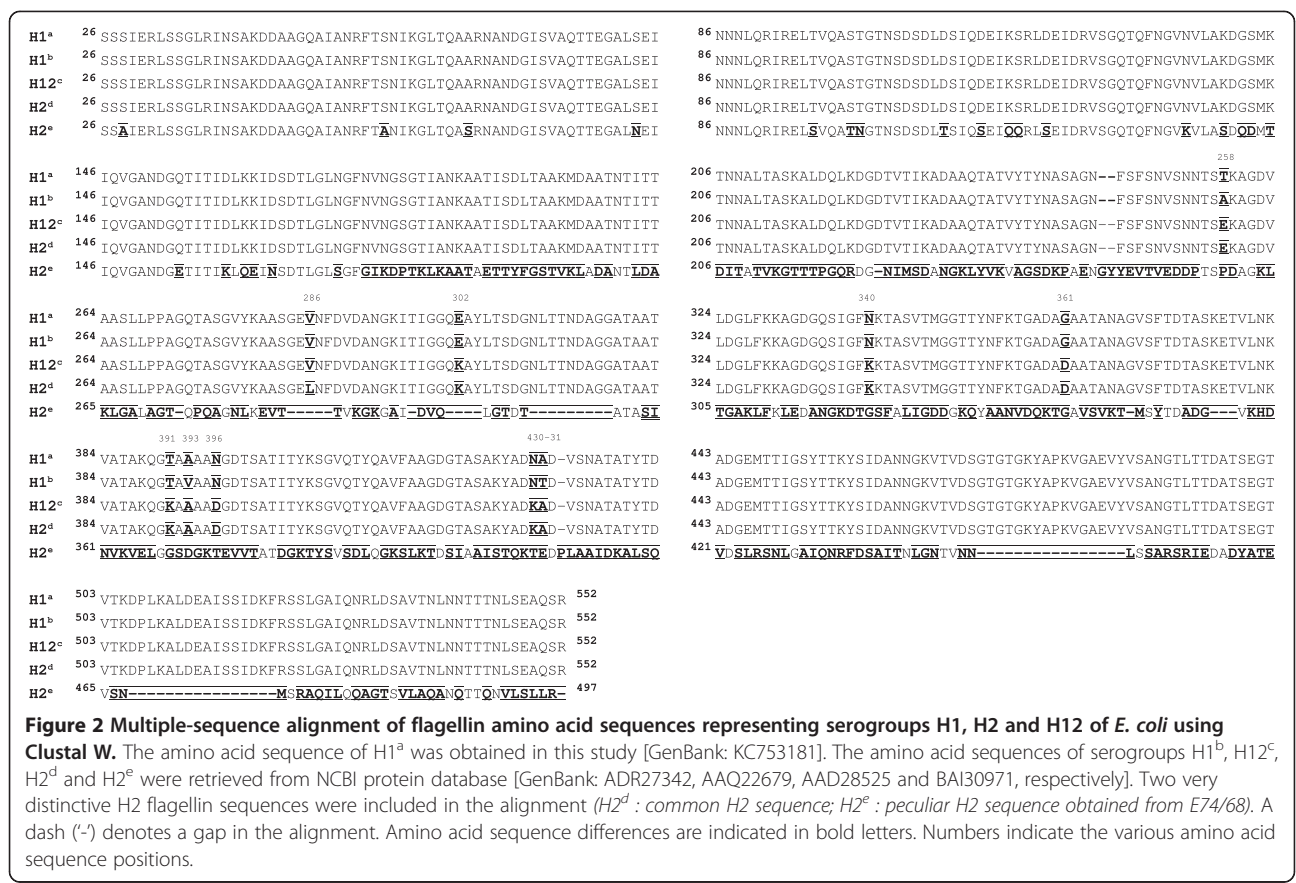 H1ᵃ 26 SSSIERLSSGLRINSAKDDAAGQAIANRFTSNIKGLTQAARNANDGISVAQTTEGALSEI 86 NNNLQRIRELTVQASTGTNSDSDLDSIQDEIKSRLDEIDRVSGQTQFNGVNVLAKDGSMK
H1ᵇ 26 SSSIERLSSGLRINSAKDDAAGQAIANRFTSNIKGLTQAARNANDGISVAQTTEGALSEI 86 NNNLQRIRELTVQASTGTNSDSDLDSIQDEIKSRLDEIDRVSGQTQFNGVNVLAKDGSMK
H12ᶜ 26 SSSIERLSSGLRINSAKDDAAGQAIANRFTSNIKGLTQAARNANDGISVAQTTEGALSEI 86 NNNLQRIRELTVQASTGTNSDSDLDSIQDEIKSRLDEIDRVSGQTQFNGVNVLAKDGSMK
H2ᵈ 26 SSSIERLSSGLRINSAKDDAAGQAIANRFTSNIKGLTQAARNANDGISVAQTTEGALSEI 86 NNNLQRIRELTVQASTGTNSDSDLDSIQDEIKSRLDEIDRVSGQTQFNGVNVLAKDGSMK
H2ᵉ 26 SSAIERLSSGLRINSAKDDAAGQAIANRFTANIKGLTQASRNANDGISVAQTTEGALNEI 86 NNNLQRIRELSVQATNGTNSDSDLTSIQSEIQQRLSEIDRVSGQTQFNGVKVLASDQDMT
258
H1ᵃ 146 IQVGANDGQTITIDLKKIDSDTLGLNGFNVNGSGTIANKAATISDLTAAKMDAATNTITT 206 TNNALTASKALDQLKDGDTVTIKADAAQTATVYTYNASAGN--FSFSNVSNNTSTKAGDV
H1ᵇ 146 IQVGANDGQTITIDLKKIDSDTLGLNGFNVNGSGTIANKAATISDLTAAKMDAATNTITT 206 TNNALTASKALDQLKDGDTVTIKADAAQTATVYTYNASAGN--FSFSNVSNNTSAKAGDV
H12ᶜ 146 IQVGANDGQTITIDLKKIDSDTLGLNGFNVNGSGTIANKAATISDLTAAKMDAATNTITT 206 TNNALTASKALDQLKDGDTVTIKADAAQTATVYTYNASAGN--FSFSNVSNNTSEKAGDV
H2ᵈ 146 IQVGANDGQTITIDLKKIDSDTLGLNGFNVNGSGTIANKAATISDLTAAKMDAATNTITT 206 TNNALTASKALDQLKDGDTVTIKADAAQTATVYTYNASAGN--FSFSNVSNNTSEKAGDV
H2ᵉ 146 IQVGANDGETITIKLQEINSDTLGLSGFGIKDPTKLKAATAETTYFGSTVKLADANTLDA 206 DITATVKGTTTPGQRDG-NIMSDANGKLYVKVAGSDKPAENGYYEVTVEDDPTSPDAGKL
286 302 340 361
H1ᵃ 264 AASLLPPAGQTASGVYKAASGEVNFDVDANGKITIGGQEAYLTSDGNLTTNDAGGATAAT 324 LDGLFKKAGDGQSIGFNKTASVTMGGTTYNFKTGADAGAATANAGVSFTDTASKETVLNK
H1ᵇ 264 AASLLPPAGQTASGVYKAASGEVNFDVDANGKITIGGQEAYLTSDGNLTTNDAGGATAAT 324 LDGLFKKAGDGQSIGFNKTASVTMGGTTYNFKTGADAGAATANAGVSFTDTASKETVLNK
H12ᶜ 264 AASLLPPAGQTASGVYKAASGEVNFDVDANGKITIGGQKAYLTSDGNLTTNDAGGATAAT 324 LDGLFKKAGDGQSIGFKKTASVTMGGTTYNFKTGADADAATANAGVSFTDTASKETVLNK
H2ᵈ 264 AASLLPPAGQTASGVYKAASGELNFDVDANGKITIGGQKAYLTSDGNLTTNDAGGATAAT 324 LDGLFKKAGDGQSIGFKKTASVTMGGTTYNFKTGADADAATANAGVSFTDTASKETVLNK
H2ᵉ 265 KLGALAGT-QPQAGNLKEVT-----TVKGKGAI-DVQ----LGTDT---------ATASI 305 TGAKLFKLEDANGKDTGSFALIGDDGKQYAANVDQKTGAVSVKT-MSYTDADG---VKHD
391 393 396 430-31
H1ᵃ 384 VATAKQGTAAAANGDTSATITYKSGVQTYQAVFAAGDGTASAKYADNAD-VSNATATYTD 443 ADGEMTTIGSYTTKYSIDANNGKVTVDSGTGTGKYAPKVGAEVYVSANGTLTTDATSEGT
H1ᵇ 384 VATAKQGTAVAANGDTSATITYKSGVQTYQAVFAAGDGTASAKYADNTD-VSNATATYTD 443 ADGEMTTIGSYTTKYSIDANNGKVTVDSGTGTGKYAPKVGAEVYVSANGTLTTDATSEGT
H12ᶜ 384 VATAKQGKAAAADGDTSATITYKSGVQTYQAVFAAGDGTASAKYADKAD-VSNATATYTD 443 ADGEMTTIGSYTTKYSIDANNGKVTVDSGTGTGKYAPKVGAEVYVSANGTLTTDATSEGT
H2ᵈ 384 VATAKQGKAAAADGDTSATITYKSGVQTYQAVFAAGDGTASAKYADKAD-VSNATATYTD 443 ADGEMTTIGSYTTKYSIDANNGKVTVDSGTGTGKYAPKVGAEVYVSANGTLTTDATSEGT
H2ᵉ 361 NVKVELGGSDGKTEVVTATDGKTYSVSDLQGKSLKTDSIAAISTQKTEDPLAAIDKALSQ 421 VDSLRSNLGAIQNRFDSAITNLGNTVNN----------------LSSARSRIEDADYATE
H1ᵃ 503 VTKDPLKALDEAISSIDKFRSSLGAIQNRLDSAVTNLNNTTTNLSEAQSR 552
H1ᵇ 503 VTKDPLKALDEAISSIDKFRSSLGAIQNRLDSAVTNLNNTTTNLSEAQSR 552
H12ᶜ 503 VTKDPLKALDEAISSIDKFRSSLGAIQNRLDSAVTNLNNTTTNLSEAQSR 552
H2ᵈ 503 VTKDPLKALDEAISSIDKFRSSLGAIQNRLDSAVTNLNNTTTNLSEAQSR 552
H2ᵉ 465 VSN----------------MSRAQILQQAGTSVLAQANQTTQNVLSLLR- 497
Figure 2 Multiple-sequence alignment of flagellin amino acid sequences representing serogroups H1, H2 and H12 of E. coli using
Clustal W. The amino acid sequence of H1ᵃ was obtained in this study [GenBank: KC753181]. The amino acid sequences of serogroups H1ᵇ, H12ᶜ,
H2ᵈ and H2ᵉ were retrieved from NCBI protein database [GenBank: ADR27342, AAQ22679, AAD28525 and BAI30971, respectively]. Two very
distinctive H2 flagellin sequences were included in the alignment (H2ᵈ : common H2 sequence; H2ᵉ : peculiar H2 sequence obtained from E74/68). A
dash ('-') denotes a gap in the alignment. Amino acid sequence differences are indicated in bold letters. Numbers indicate the various amino acid
sequence positions.